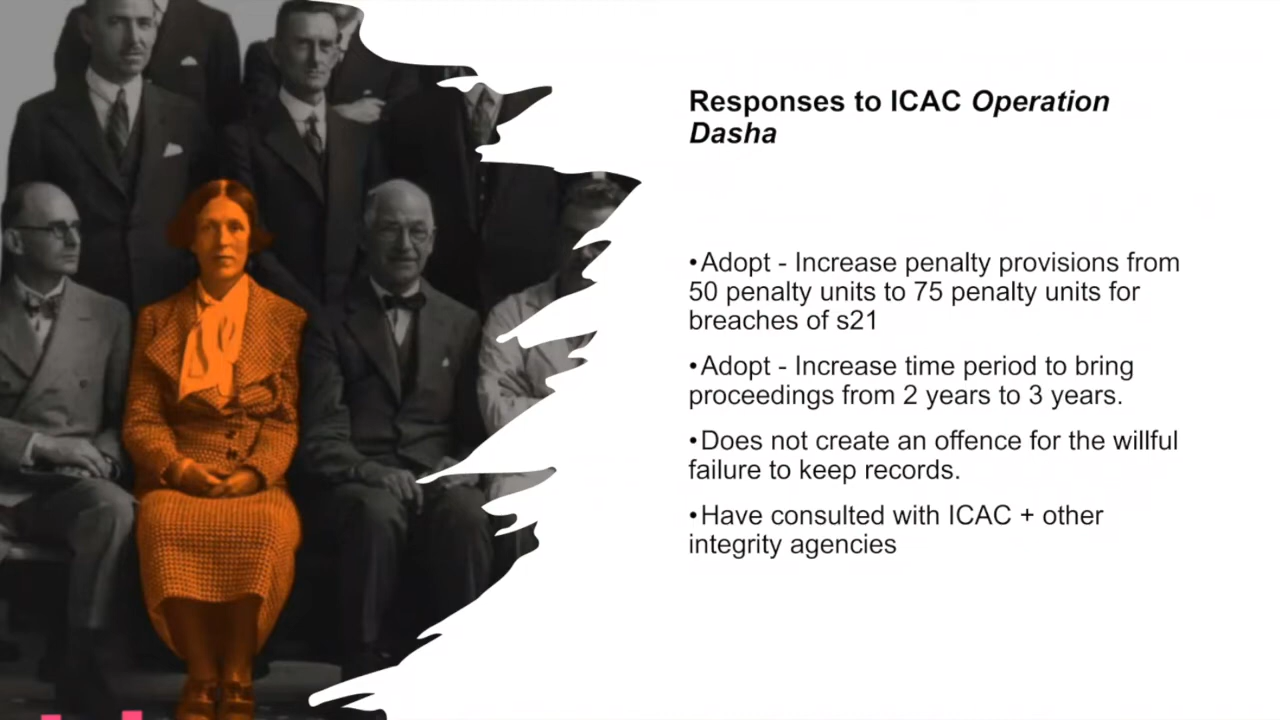 Responses to ICAC Operation
Dasha
•Adopt - Increase penalty provisions from
50 penalty units to 75 penalty units for
breaches of s21
•Adopt - Increase time period to bring
proceedings from 2 years to 3 years.
•Does not create an offence for the willful
failure to keep records.
•Have consulted with ICAC + other
integrity agencies